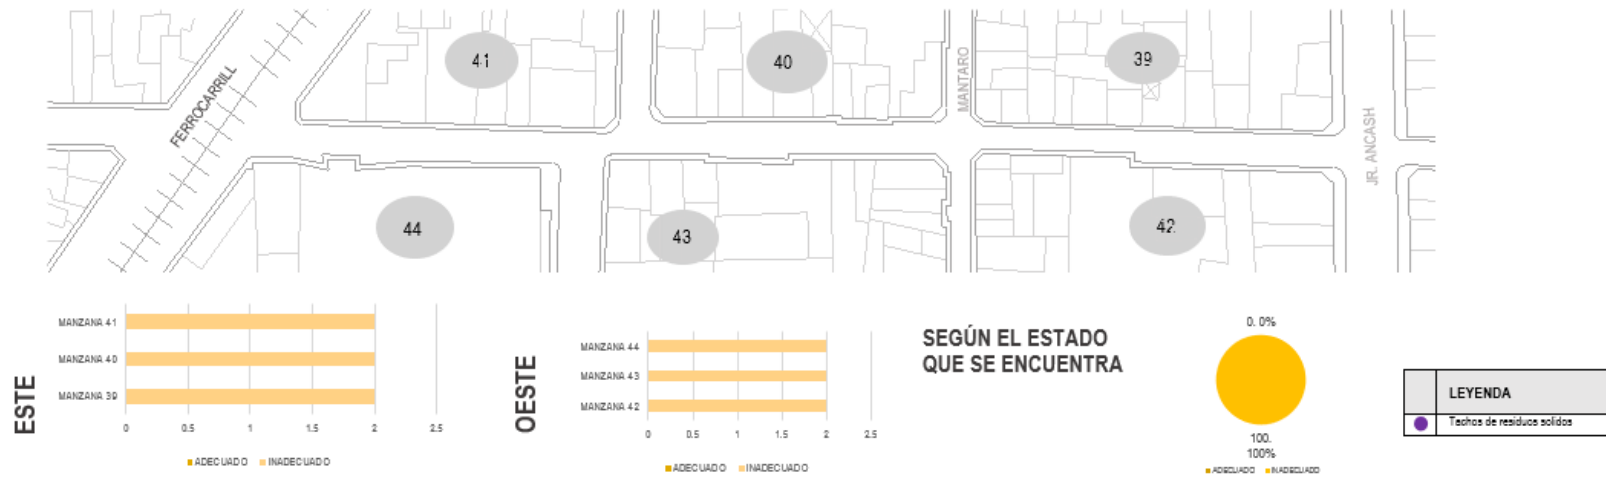 41
40
39
FERROCARRILL
MANTARO
JR. ANCASH
44
43
42
ESTE
MANZANA 41
MANZANA 40
MANZANA 39
0 0.5 1 1.5 2 2.5
ADECUADO INADECUADO
OESTE
MANZANA 44
MANZANA 43
MANZANA 42
0 0.5 1 1.5 2 2.5
ADECUADO INADECUADO
SEGÚN EL ESTADO
QUE SE ENCUENTRA
0. 0%
100.
100%
ADECUADO INADECUADO
LEYENDA
Tachos de residuos solidos